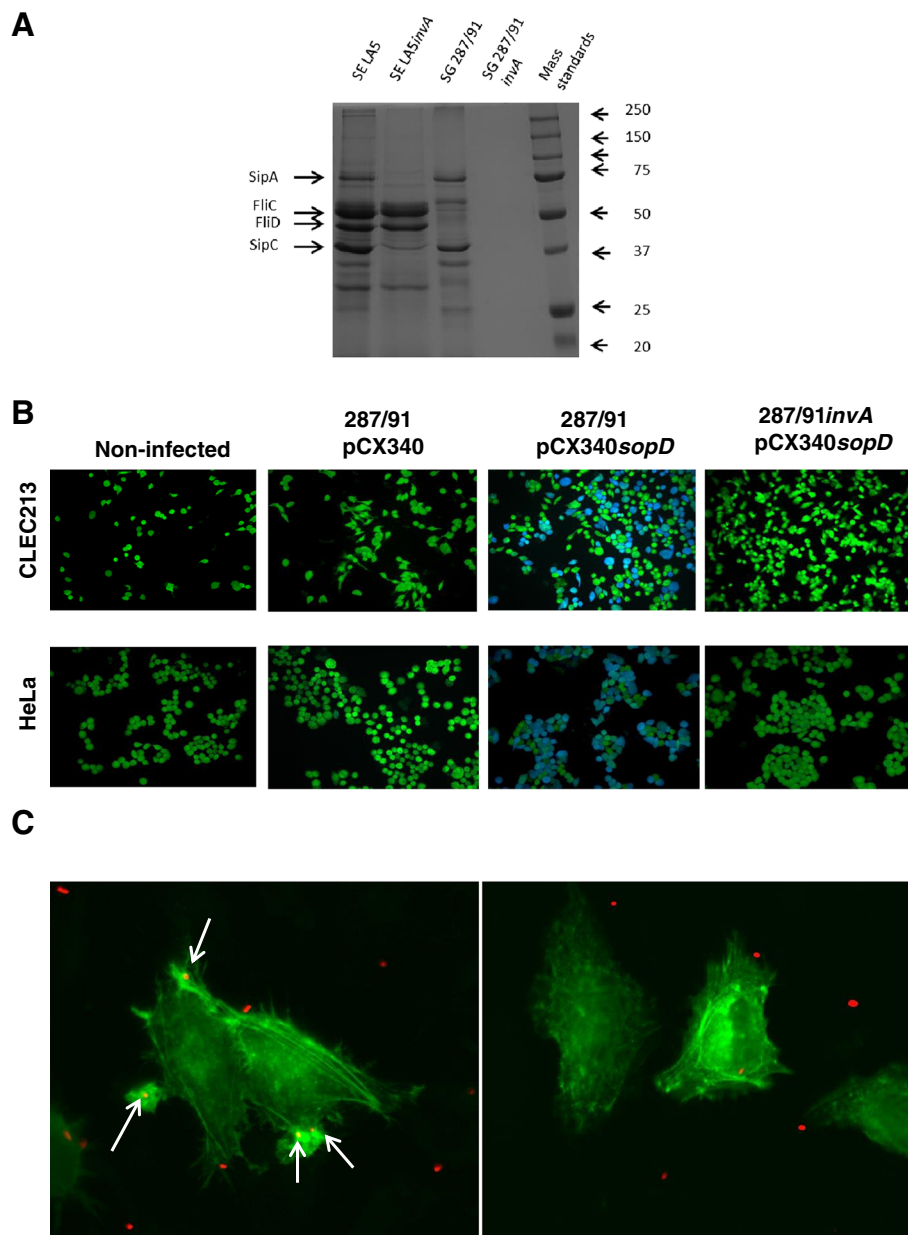 A
SE LA5
SE LA5invA
SG 287/91
SG 287/91
invA
Mass
standards
250
150
SipA
75
FliC
50
FliD
SipC
37
25
20
B
Non-infected
287/91
pCX340
287/91
pCX340sopD
287/91invA
pCX340sopD
CLEC213
HeLa
C